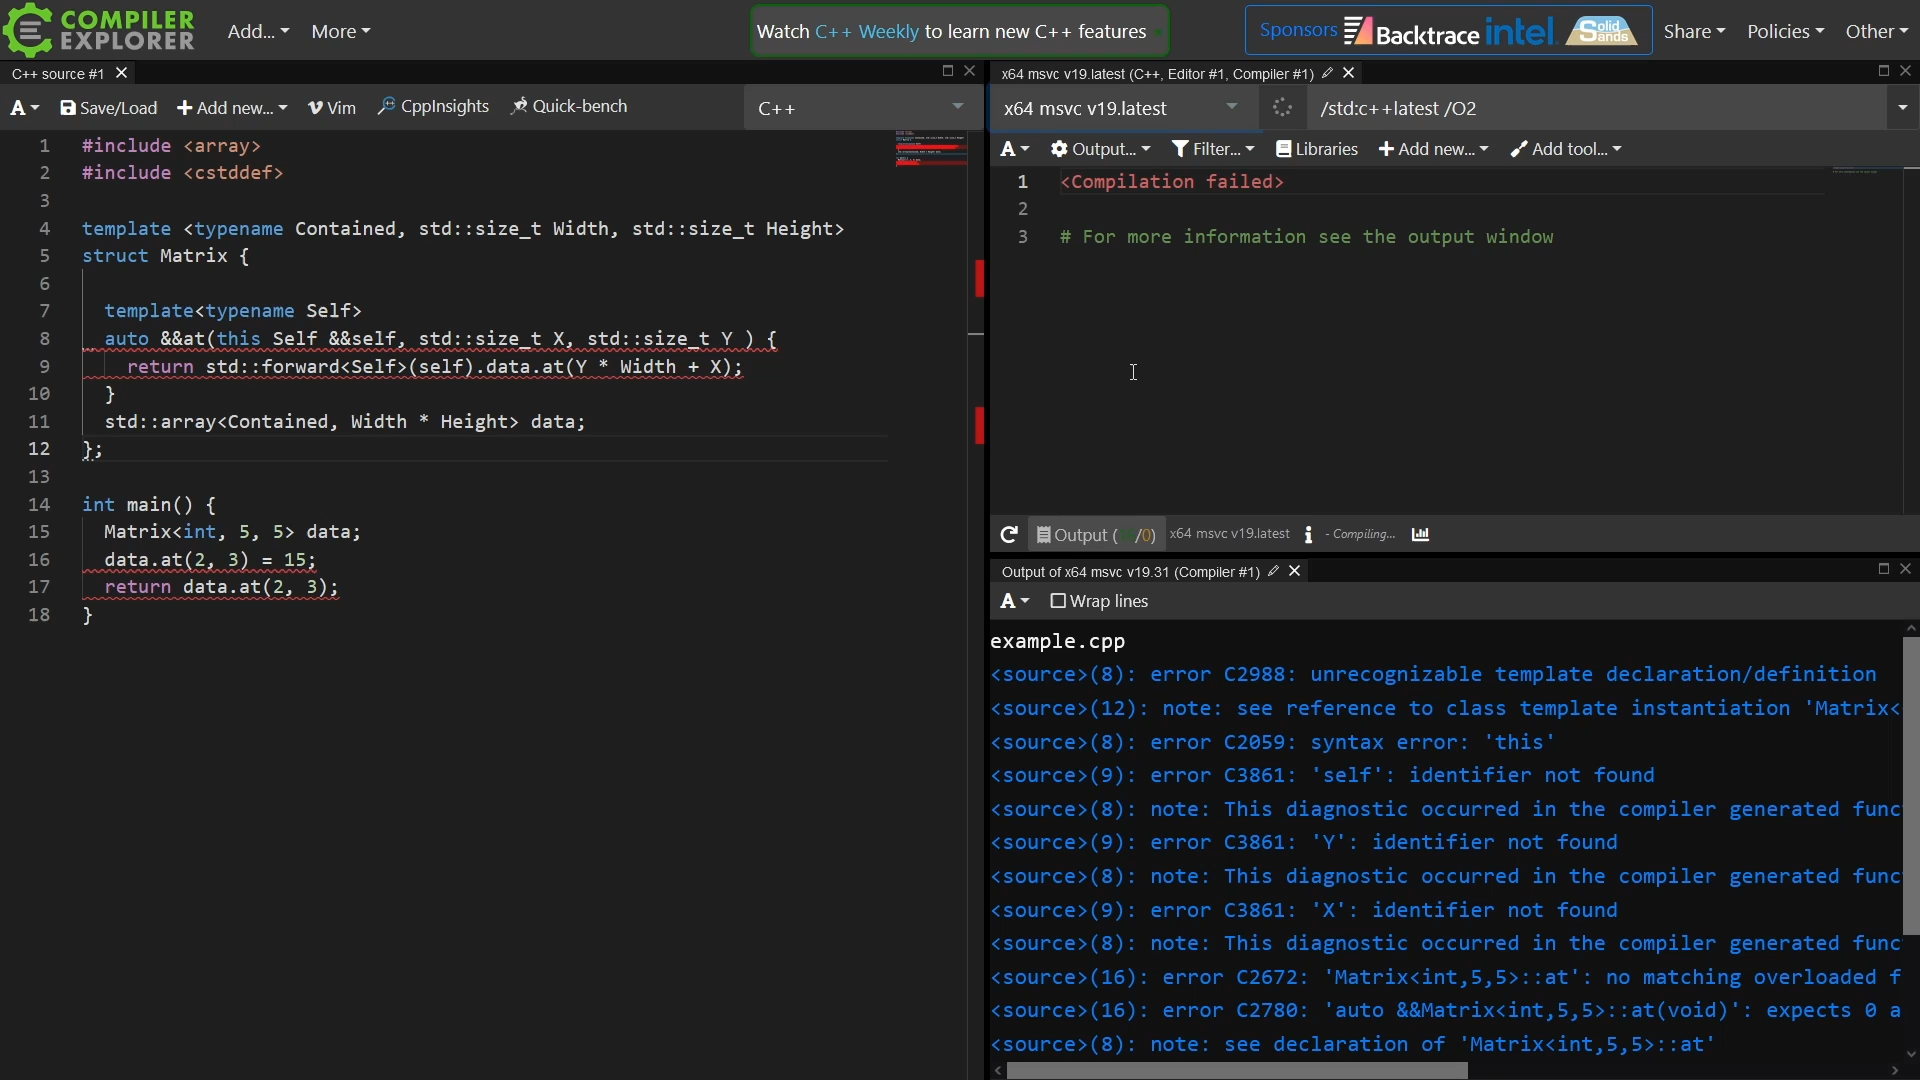 COMPILER
EXPLORER
Add...
More
Watch C++ Weekly to learn new C++ features
Sponsors
Backtrace
intel.
Solid
Sands
Share
Policies
Other
C++ source #1
A
Save/Load
Add new...
Vim
CppInsights
Quick-bench
C++
1 #include <array>
2 #include <cstddef>
3
4 template <typename Contained, std::size_t Width, std::size_t Height>
5 struct Matrix {
6
7 template<typename Self>
8 auto &&at(this Self &&self, std::size_t X, std::size_t Y ) {
9 return std::forward<Self>(self).data.at(Y * Width + X);
10 }
11 std::array<Contained, Width * Height> data;
12 };
13
14 int main() {
15 Matrix<int, 5, 5> data;
16 data.at(2, 3) = 15;
17 return data.at(2, 3);
18 }
x64 msvc v19.latest (C++, Editor #1, Compiler #1)
x64 msvc v19.latest
/std:c++latest /O2
A
Output...
Filter...
Libraries
Add new...
Add tool...
1 <Compilation failed>
2
3 # For more information see the output window
Output ( /0)
x64 msvc v19.latest
i
- Compiling...
Output of x64 msvc v19.31 (Compiler #1)
A
Wrap lines
example.cpp
<source>(8): error C2988: unrecognizable template declaration/definition
<source>(12): note: see reference to class template instantiation 'Matrix<
<source>(8): error C2059: syntax error: 'this'
<source>(9): error C3861: 'self': identifier not found
<source>(8): note: This diagnostic occurred in the compiler generated func
<source>(9): error C3861: 'Y': identifier not found
<source>(8): note: This diagnostic occurred in the compiler generated func
<source>(9): error C3861: 'X': identifier not found
<source>(8): note: This diagnostic occurred in the compiler generated func
<source>(16): error C2672: 'Matrix<int,5,5>::at': no matching overloaded f
<source>(16): error C2780: 'auto &&Matrix<int,5,5>::at(void)': expects 0 a
<source>(8): note: see declaration of 'Matrix<int,5,5>::at'